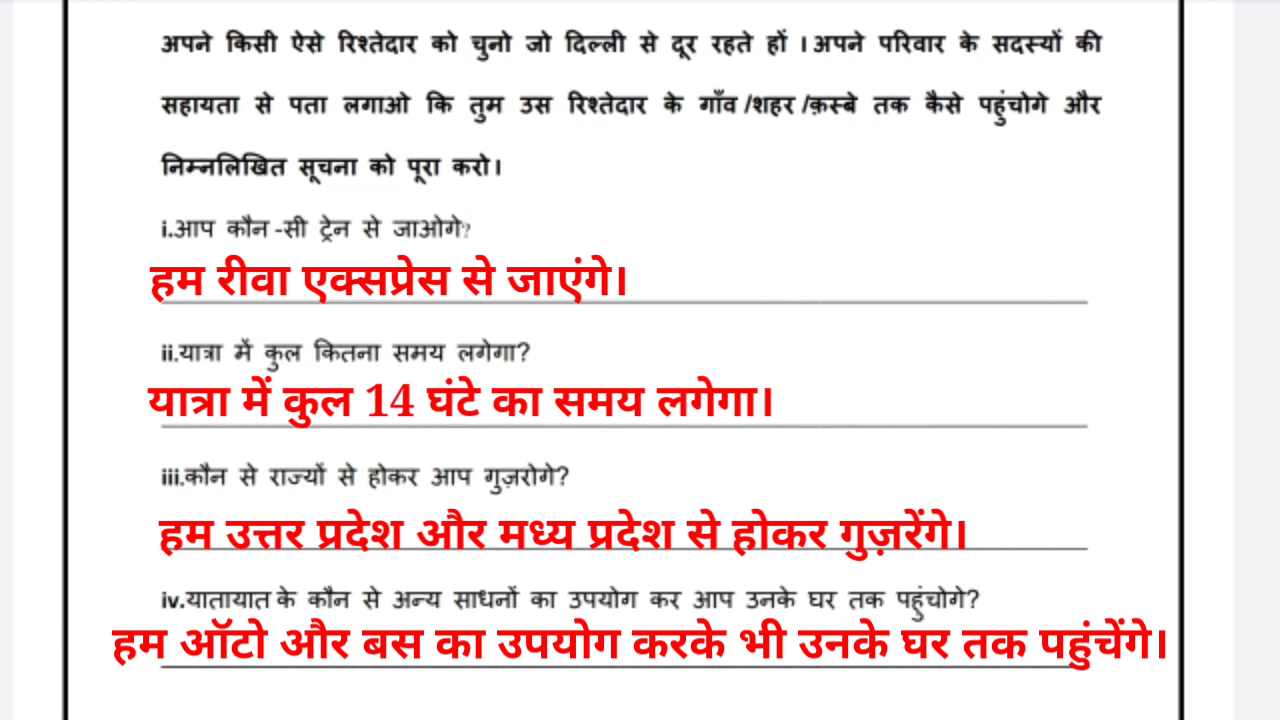 अपने किसी ऐसे रिश्तेदार को चुनो जो दिल्ली से दूर रहते हों । अपने परिवार के सदस्यों की
सहायता से पता लगाओ कि तुम उस रिश्तेदार के गाँव /शहर /क़स्बे तक कैसे पहुंचोगे और
निम्नलिखित सूचना को पूरा करो।
i.आप कौन -सी ट्रेन से जाओगे?
हम रीवा एक्सप्रेस से जाएंगे।
ii.यात्रा में कुल कितना समय लगेगा?
यात्रा में कुल 14 घंटे का समय लगेगा।
iii.कौन से राज्यों से होकर आप गुज़रोगे?
हम उत्तर प्रदेश और मध्य प्रदेश से होकर गुज़रेंगे।
iv.यातायात के कौन से अन्य साधनों का उपयोग कर आप उनके घर तक पहुंचोगे?
हम ऑटो और बस का उपयोग करके भी उनके घर तक पहुंचेंगे।